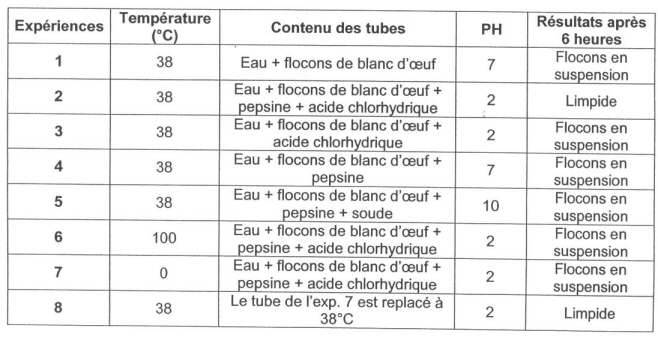 Expériences Température (°C) Contenu des tubes PH Résultats après 6 heures
1 38 Eau + flocons de blanc d'œuf 7 Flocons en suspension
2 38 Eau + flocons de blanc d'œuf + pepsine + acide chlorhydrique 2 Limpide
3 38 Eau + flocons de blanc d'œuf + acide chlorhydrique 2 Flocons en suspension
4 38 Eau + flocons de blanc d'œuf + pepsine 7 Flocons en suspension
5 38 Eau + flocons de blanc d'œuf + pepsine + soude 10 Flocons en suspension
6 100 Eau + flocons de blanc d'œuf + pepsine + acide chlorhydrique 2 Flocons en suspension
7 0 Eau + flocons de blanc d'œuf + pepsine + acide chlorhydrique 2 Flocons en suspension
8 38 Le tube de l'exp. 7 est replacé à 38°C 2 Limpide